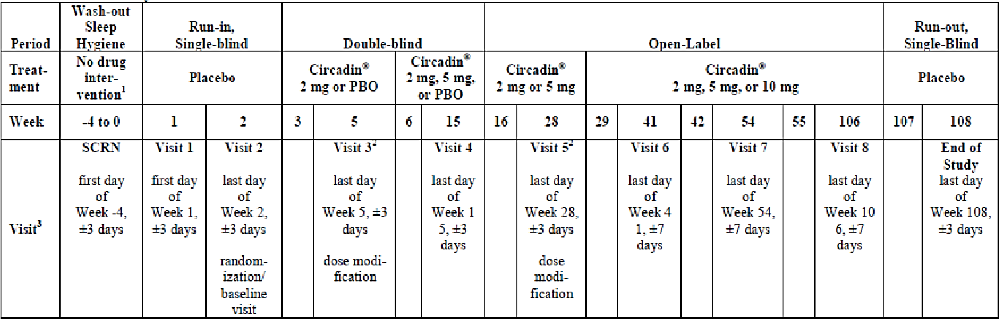 Period
Wash-out
Sleep
Hygiene
Run-in,
Single-blind
Double-blind
Open-Label
Run-out,
Single-Blind
Treat-
ment
No drug
inter-
vention¹
Placebo
Circadin®
2 mg or PBO
Circadin®
2 mg, 5 mg,
or PBO
Circadin®
2 mg or 5 mg
Circadin®
2 mg, 5 mg, or 10 mg
Placebo
Week
-4 to 0
1
2
3
5
6
15
16
28
29
41
42
54
55
106
107
108
Visit³
SCRN
first day
of
Week -4,
±3 days
Visit 1
first day
of
Week 1,
±3 days
Visit 2
last day
of
Week 2,
±3 days
random-
ization/
baseline
visit
Visit 3²
last day
of
Week 5, ±3
days
dose modi-
fication
Visit 4
last day
of
Week 1
5, ±3
days
Visit 5²
last day
of
Week 28,
±3 days
dose
modi-
fication
Visit 6
last day
of
Week 4
1, ±7
days
Visit 7
last day
of
Week 54,
±7 days
Visit 8
last day
of
Week 10
6, ±7
days
End of
Study
last day
of
Week 108,
±3 days